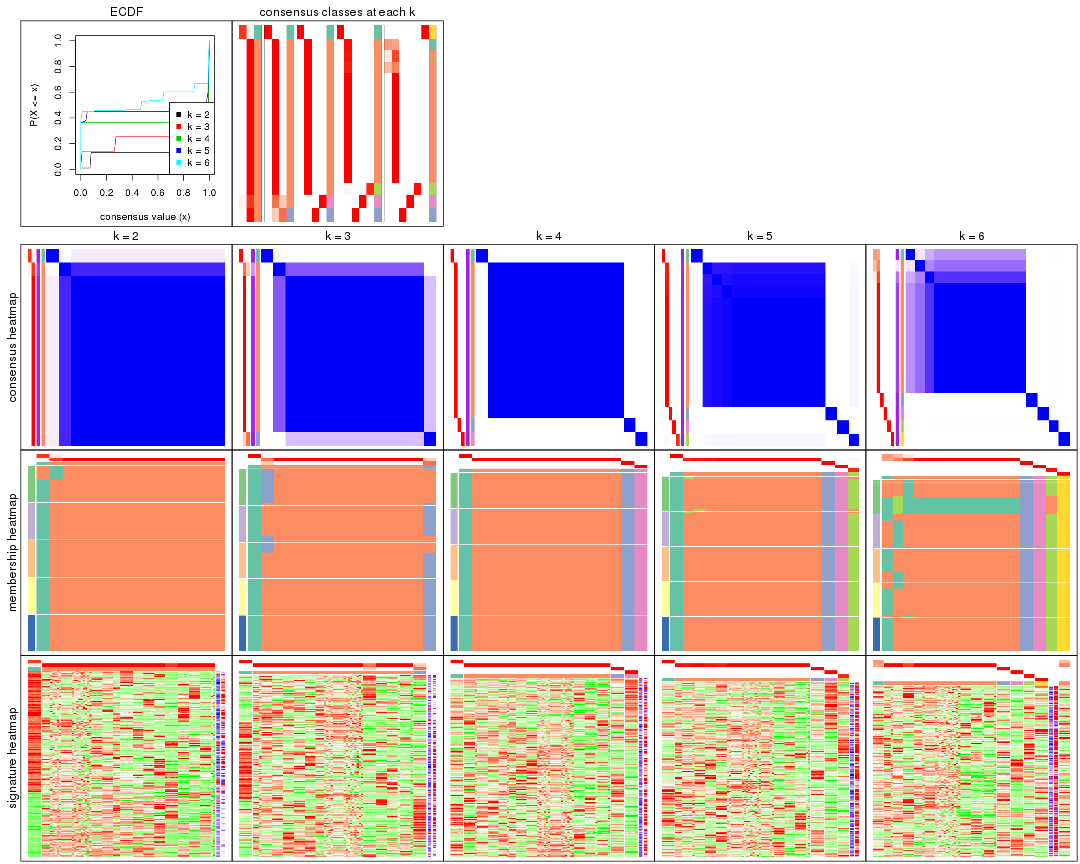 ECDF
consensus classes at each k
P(X <= x)
0.0
0.2
0.4
0.6
0.8
1.0
k = 2
k = 3
k = 4
k = 5
k = 6
0.0 0.2 0.4 0.6 0.8 1.0
consensus value (x)
k = 2
k = 3
k = 4
k = 5
k = 6
consensus heatmap
membership heatmap
signature heatmap